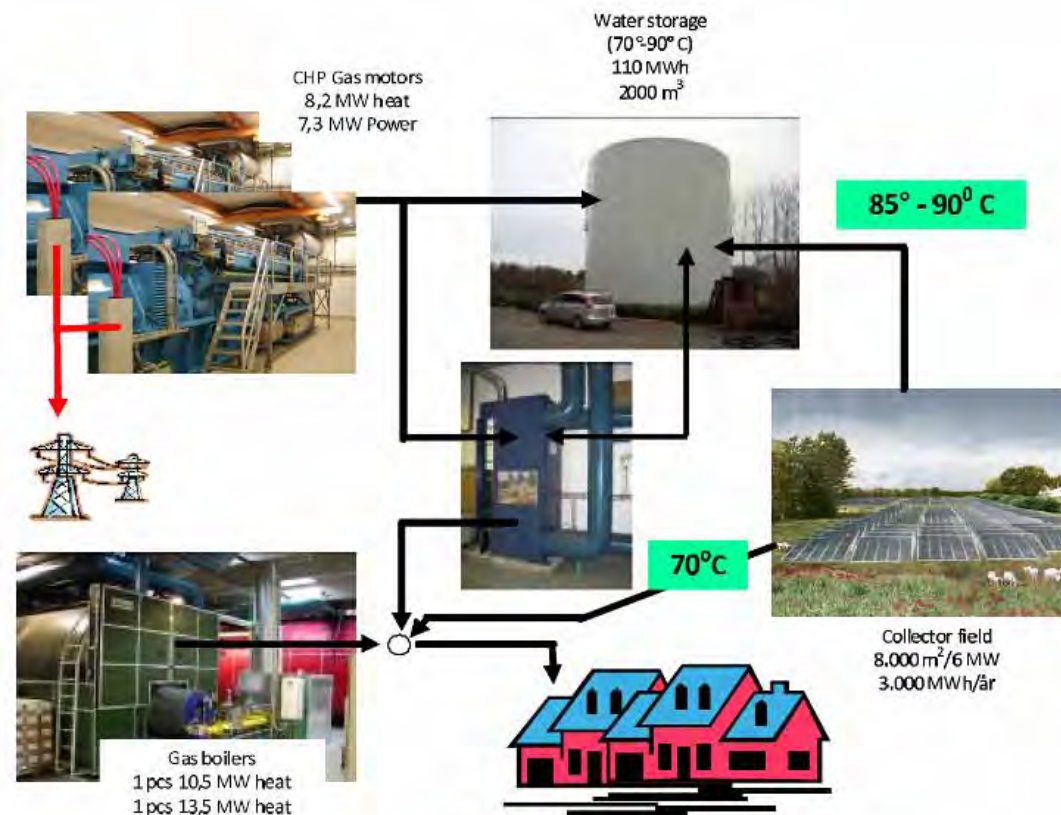 Water storage
(70°-90° C)
110 MWh
2000 m³
CHP Gas motors
8,2 MW heat
7,3 MW Power
85° - 90⁰ C
70°C
Collector field
8.000 m²/6 MW
3.000 MWh/år
Gas boilers
1 pcs 10,5 MW heat
1 pcs 13,5 MW heat